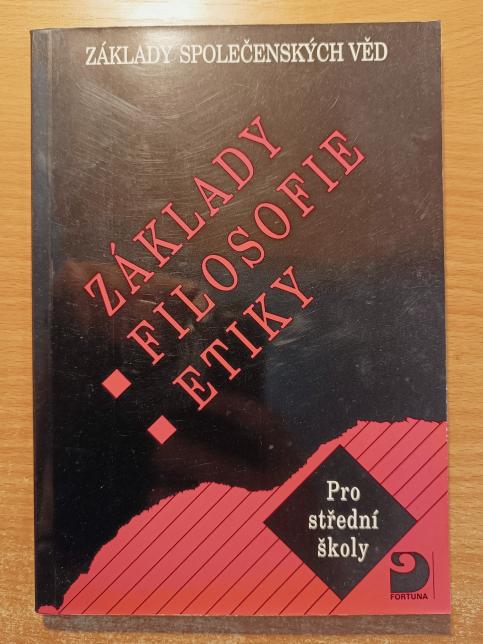 ZÁKLADY SPOLEČENSKÝCH VĚD
ZÁKLADY
FILOSOFIE
ETIKY
Pro
střední
školy
FORTUNA